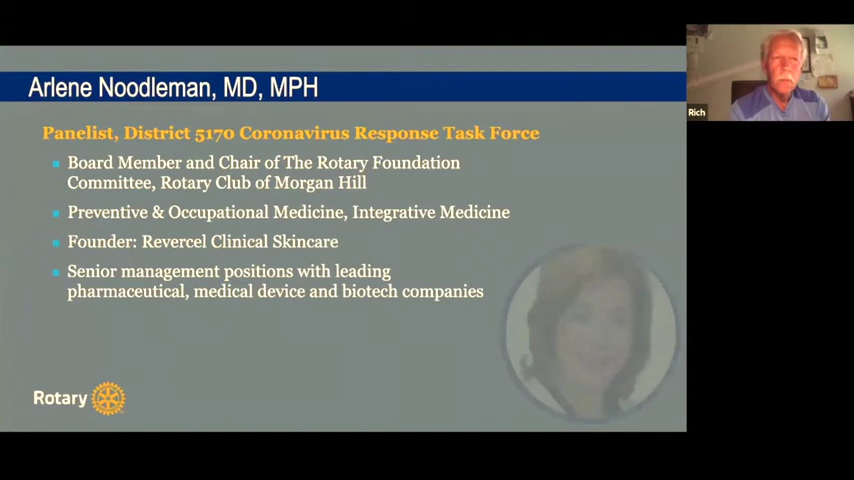 Arlene Noodleman, MD, MPH
Panelist, District 5170 Coronavirus Response Task Force
Board Member and Chair of The Rotary Foundation
Committee, Rotary Club of Morgan Hill
Preventive & Occupational Medicine, Integrative Medicine
Founder: Revercel Clinical Skincare
Senior management positions with leading
pharmaceutical, medical device and biotech companies
Rotary
Rich